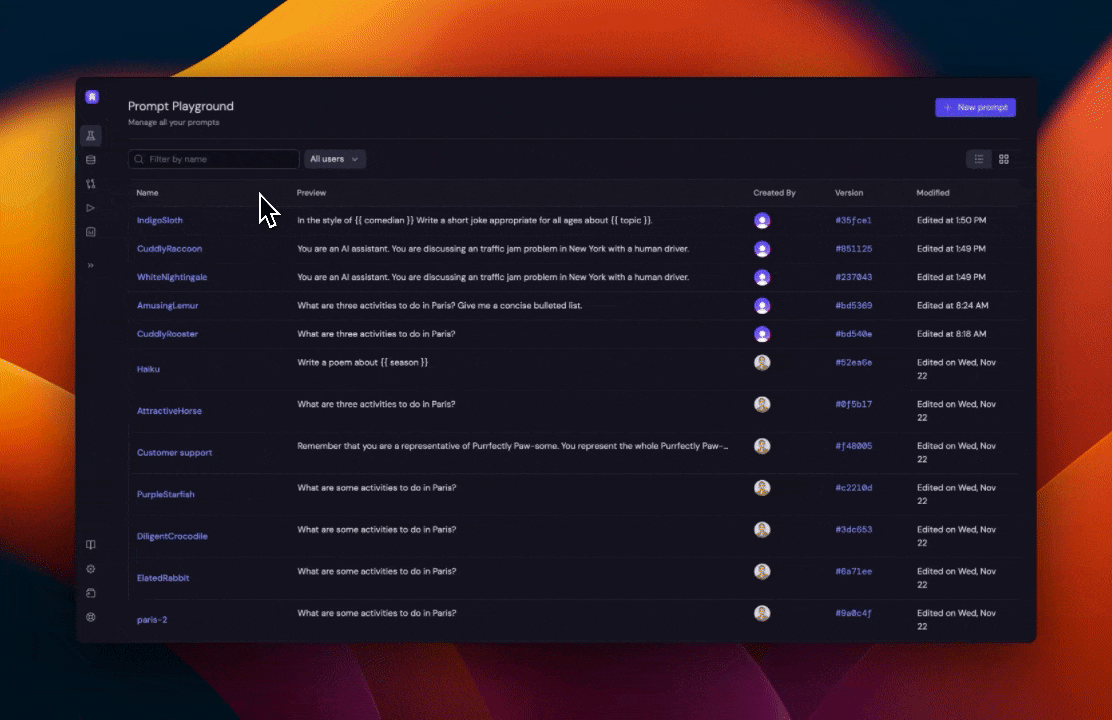 Prompt Playground
Manage all your prompts
+ New prompt
Filter by name
All users
Name Preview Created By Version Modified
IndigoSloth In the style of {{ comedian }} Write a short joke appropriate for all ages about {{ topic }}. #35fce1 Edited at 1:50 PM
CuddlyRaccoon You are an AI assistant. You are discussing an traffic jam problem in New York with a human driver. #851125 Edited at 1:49 PM
WhiteNightingale You are an AI assistant. You are discussing an traffic jam problem in New York with a human driver. #237043 Edited at 1:49 PM
AmusingLemur What are three activities to do in Paris? Give me a concise bulleted list. #bd5369 Edited at 8:24 AM
CuddlyRooster What are three activities to do in Paris? #bd540e Edited at 8:18 AM
Haiku Write a poem about {{ season }} #52ea6e Edited on Wed, Nov
22
AttractiveHorse What are three activities to do in Paris? #0f5b17 Edited on Wed, Nov
22
Customer support Remember that you are a representative of Purrfectly Paw-some. You represent the whole Purrfectly Paw-... #f48005 Edited on Wed, Nov
22
PurpleStarfish What are some activities to do in Paris? #c2210d Edited on Wed, Nov
22
DiligentCrocodile What are some activities to do in Paris? #3dc653 Edited on Wed, Nov
22
ElatedRabbit What are some activities to do in Paris? #6a71ee Edited on Wed, Nov
22
paris-2 What are some activities to do in Paris? #9a0c4f Edited on Wed, Nov
22